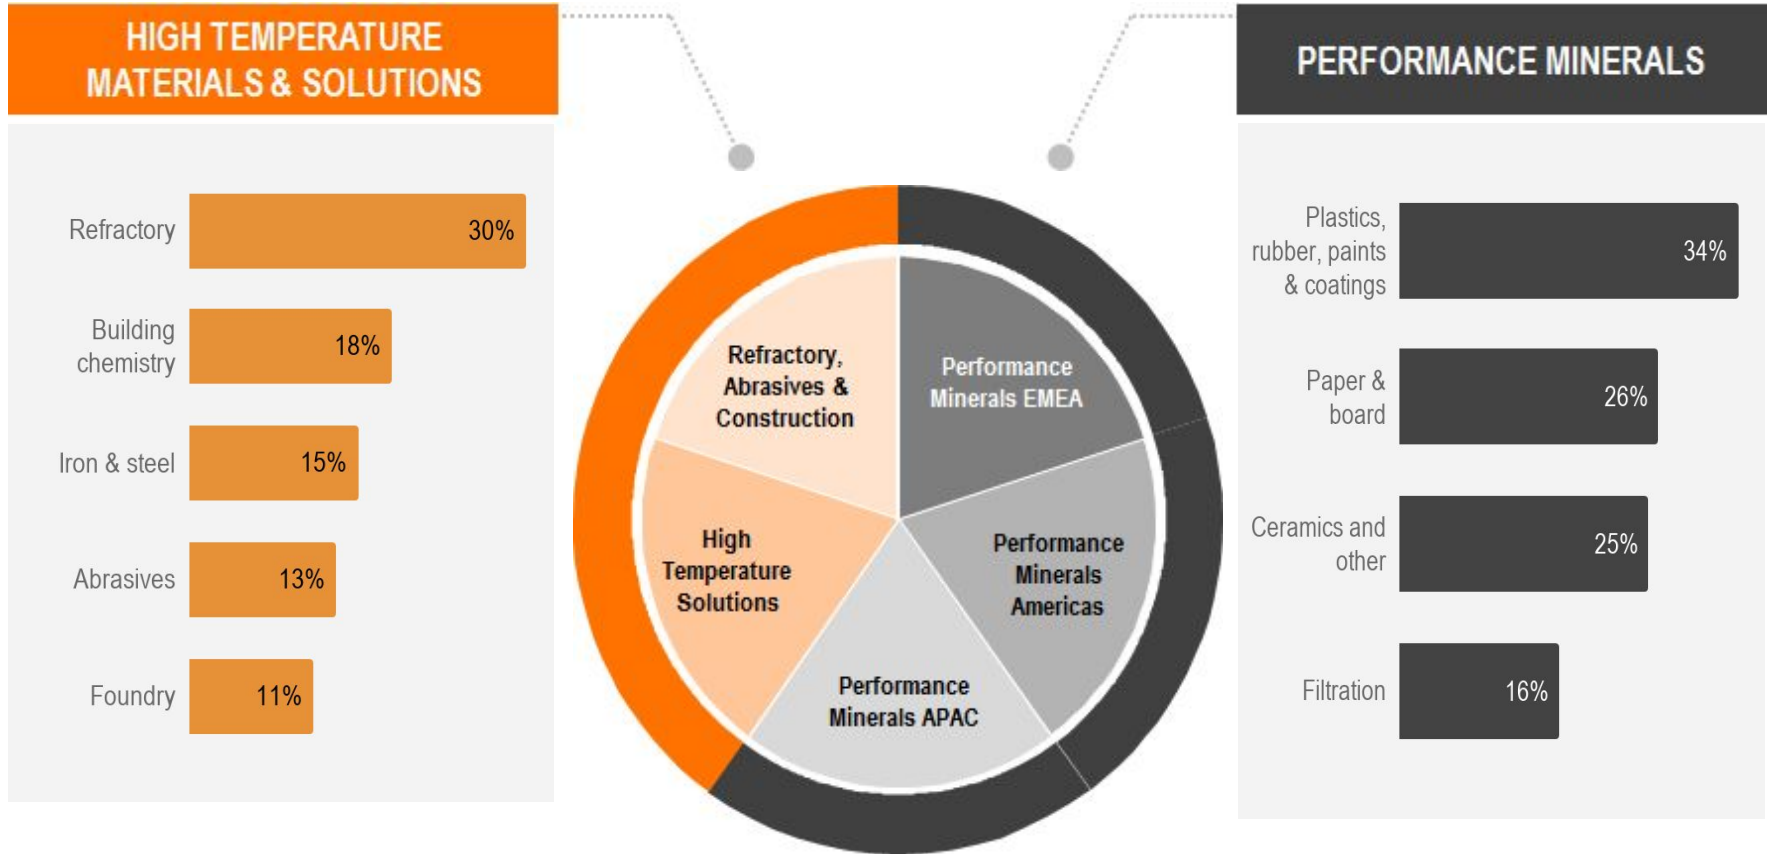 HIGH TEMPERATURE
MATERIALS & SOLUTIONS
Refractory
30%
Building
chemistry
18%
Iron & steel
15%
Abrasives
13%
Foundry
11%
Refractory,
Abrasives &
Construction
High
Temperature
Solutions
Performance
Minerals EMEA
Performance
Minerals
Americas
Performance
Minerals APAC
PERFORMANCE MINERALS
Plastics,
rubber, paints
& coatings
34%
Paper &
board
26%
Ceramics and
other
25%
Filtration
16%